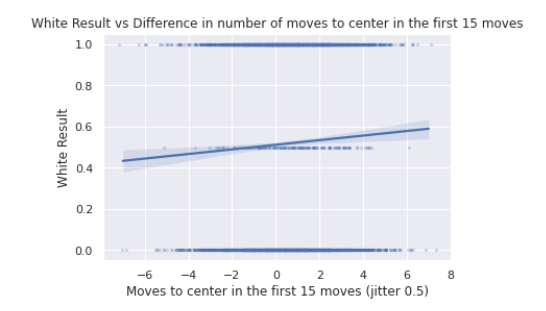 White Result vs Difference in number of moves to center in the first 15 moves
1.0
0.8
0.6
0.4
0.2
0.0
White Result
−6 −4 −2 0 2 4 6 8
Moves to center in the first 15 moves (jitter 0.5)